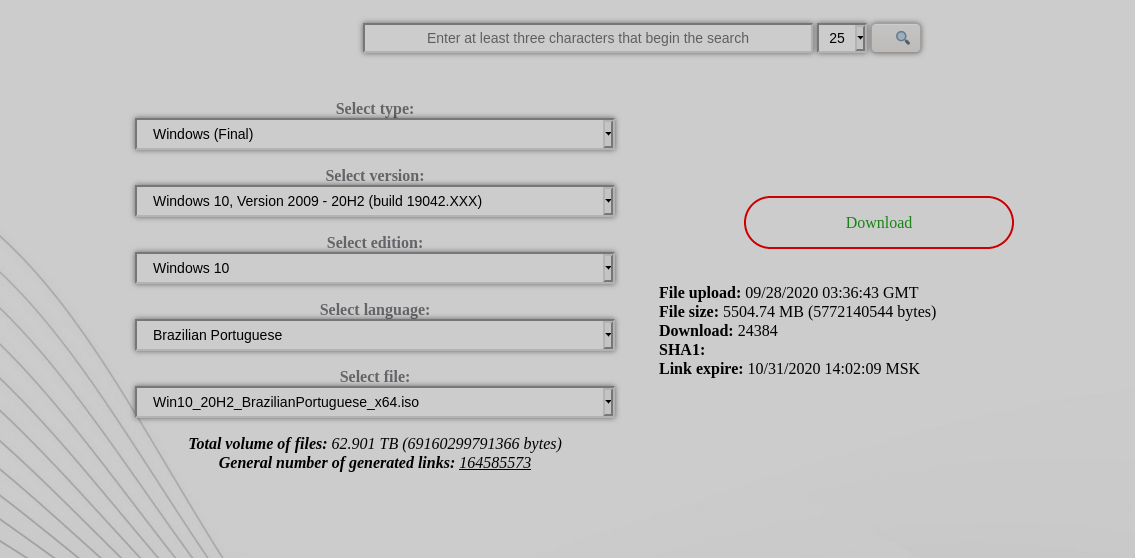 Enter at least three characters that begin the search
25
Select type:
Windows (Final)
Select version:
Windows 10, Version 2009 - 20H2 (build 19042.XXX)
Select edition:
Windows 10
Select language:
Brazilian Portuguese
Select file:
Win10_20H2_BrazilianPortuguese_x64.iso
Total volume of files: 62.901 TB (69160299791366 bytes)
General number of generated links: 164585573
Download
File upload: 09/28/2020 03:36:43 GMT
File size: 5504.74 MB (5772140544 bytes)
Download: 24384
SHA1:
Link expire: 10/31/2020 14:02:09 MSK